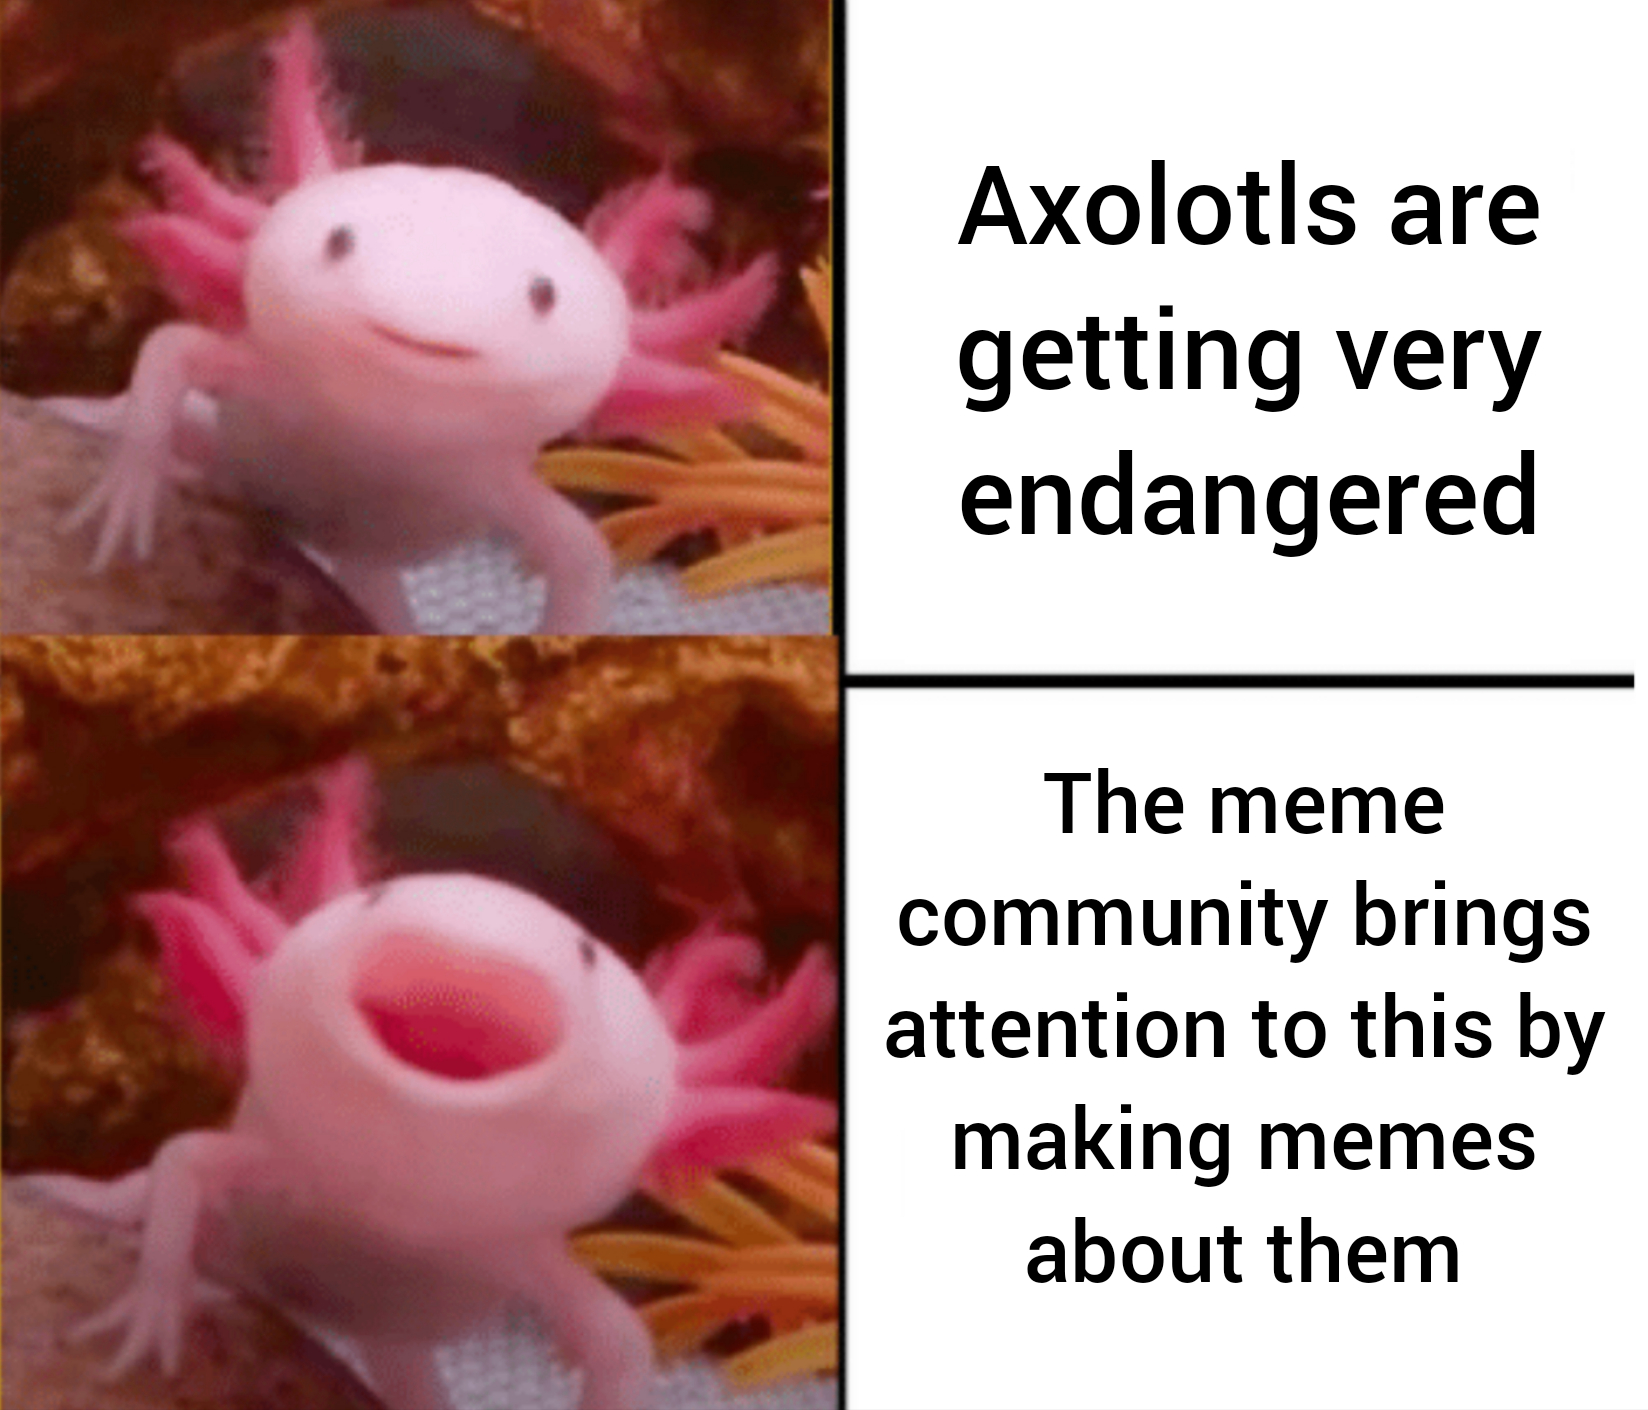 Axolotls are
getting very
endangered
The meme
community brings
attention to this by
making memes
about them